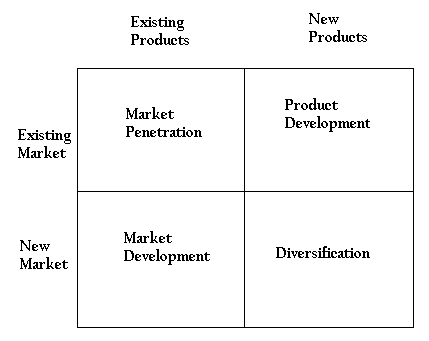 Existing
Products
New
Products
Existing
Market
Market
Penetration
Product
Development
New
Market
Market
Development
Diversification